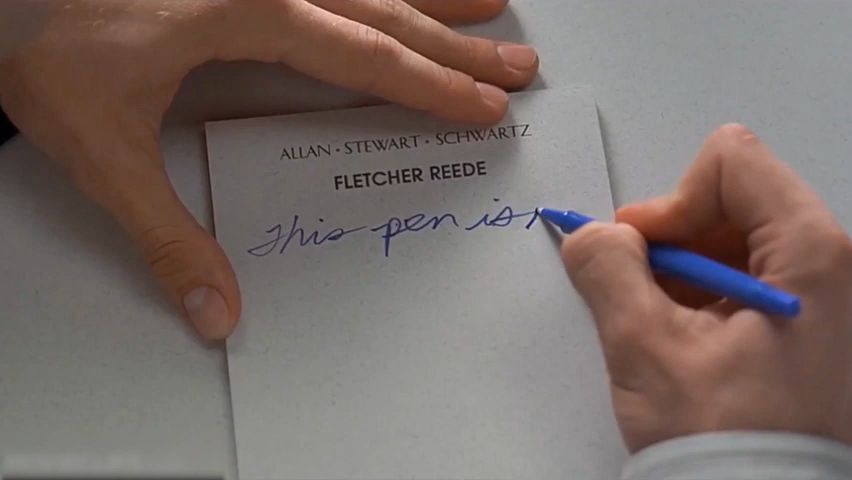 ALLAN · STEWART · SCHWARTZ
FLETCHER REEDE
This pen is